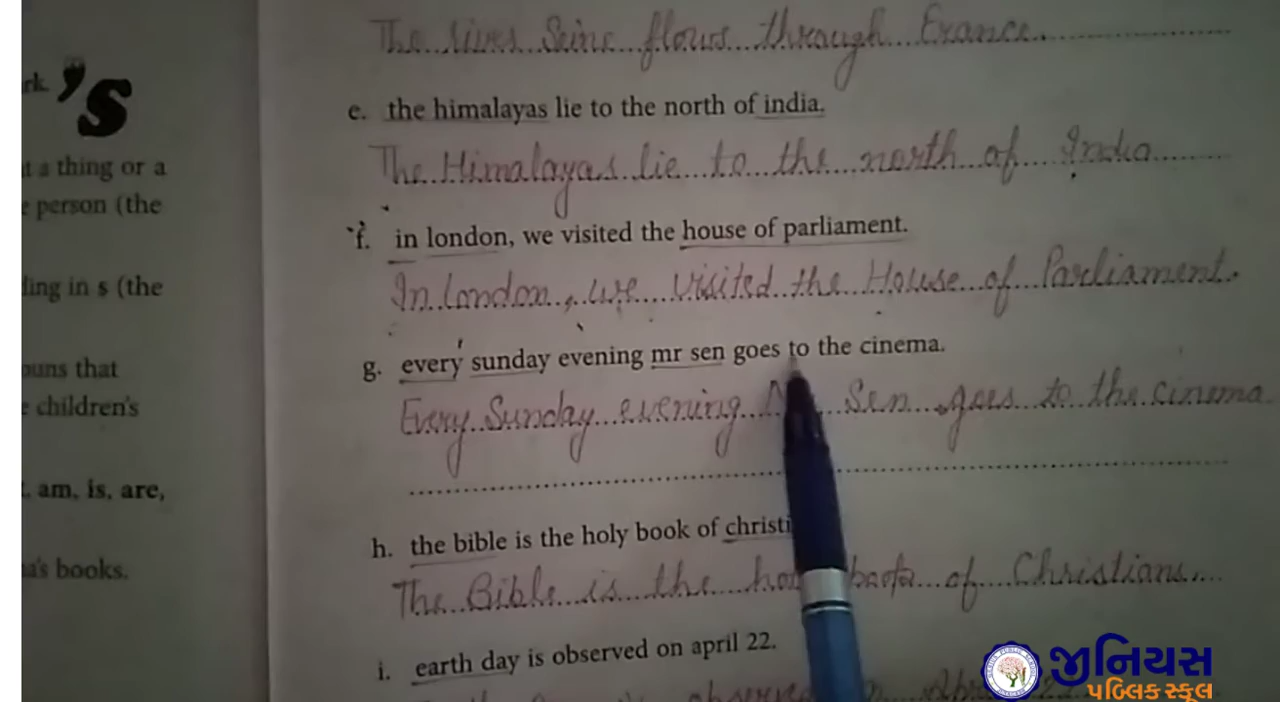 The river Seine flows through France.
rk.
's
e. the himalayas lie to the north of india.
t a thing or a
The Himalayas lie to the north of India
e person (the
f. in london, we visited the house of parliament.
ling in s (the
In London, we visited the House of Parliament.
g. every sunday evening mr sen goes to the cinema.
ouns that
e children's
Every Sunday evening Sen goes to the cinema.
t, am, is, are,
h. the bible is the holy book of christi
a's books.
The Bible is the of Christians.
i. earth day is observed on april 22.
observed
જીનિયસ
પબ્લિક સ્કૂલ